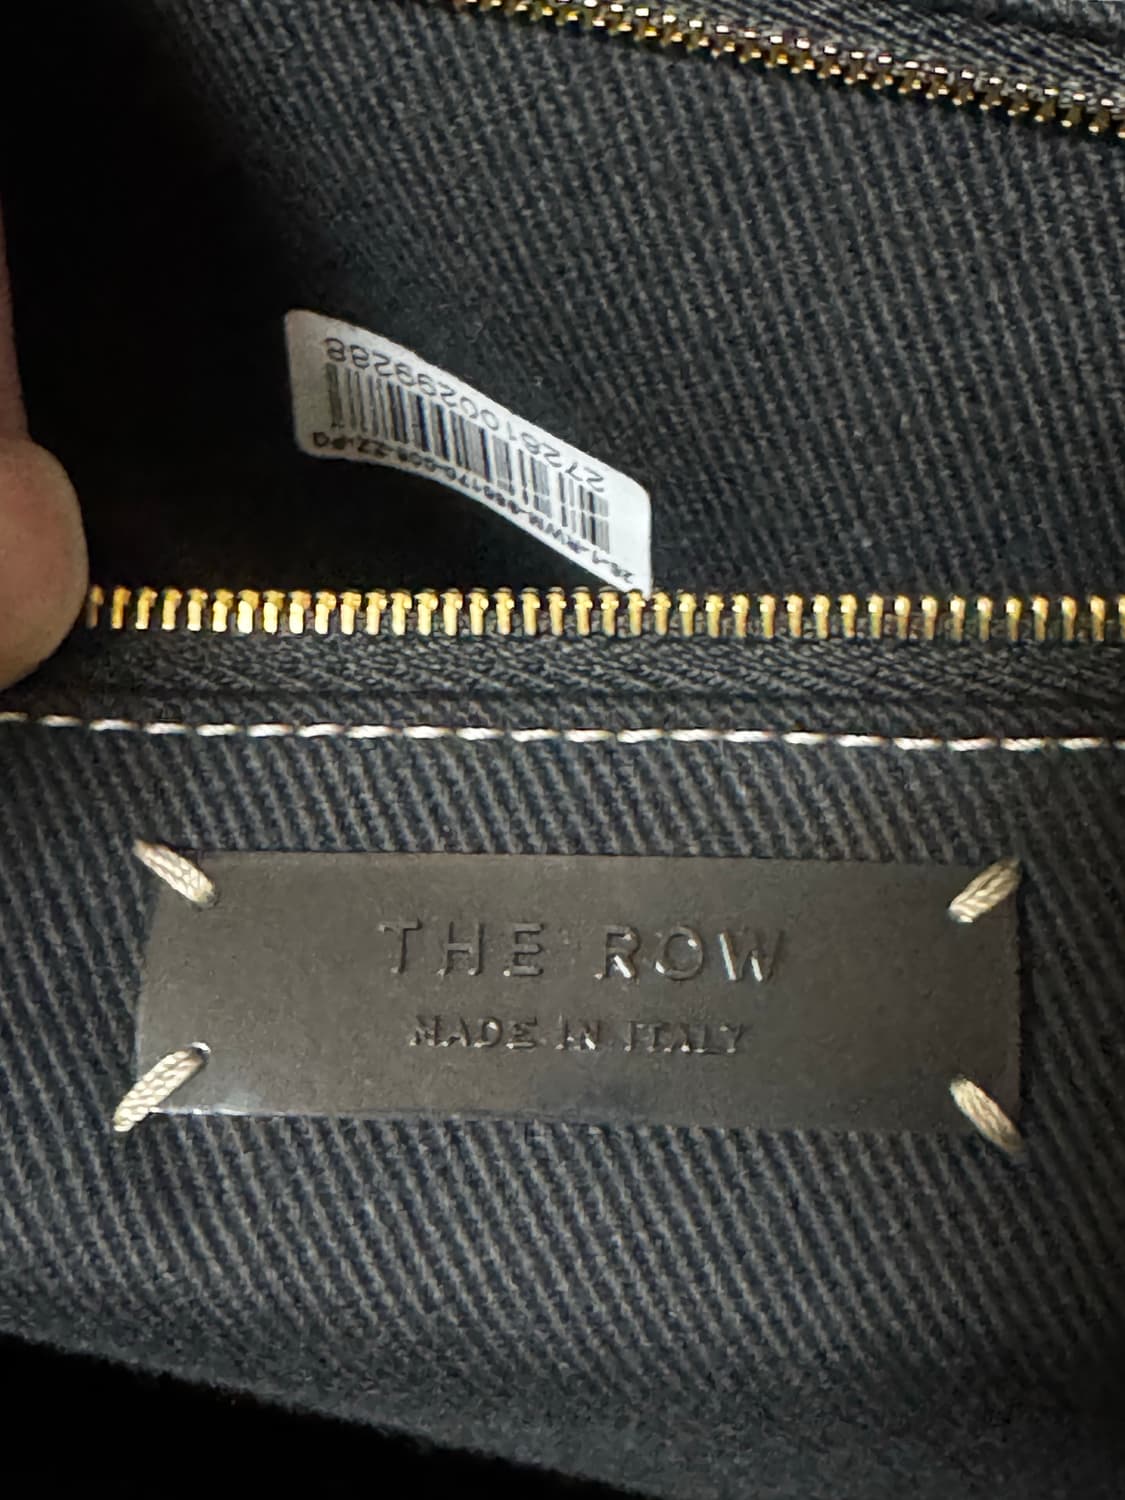 2728100299288
THE ROW
MADE IN ITALY